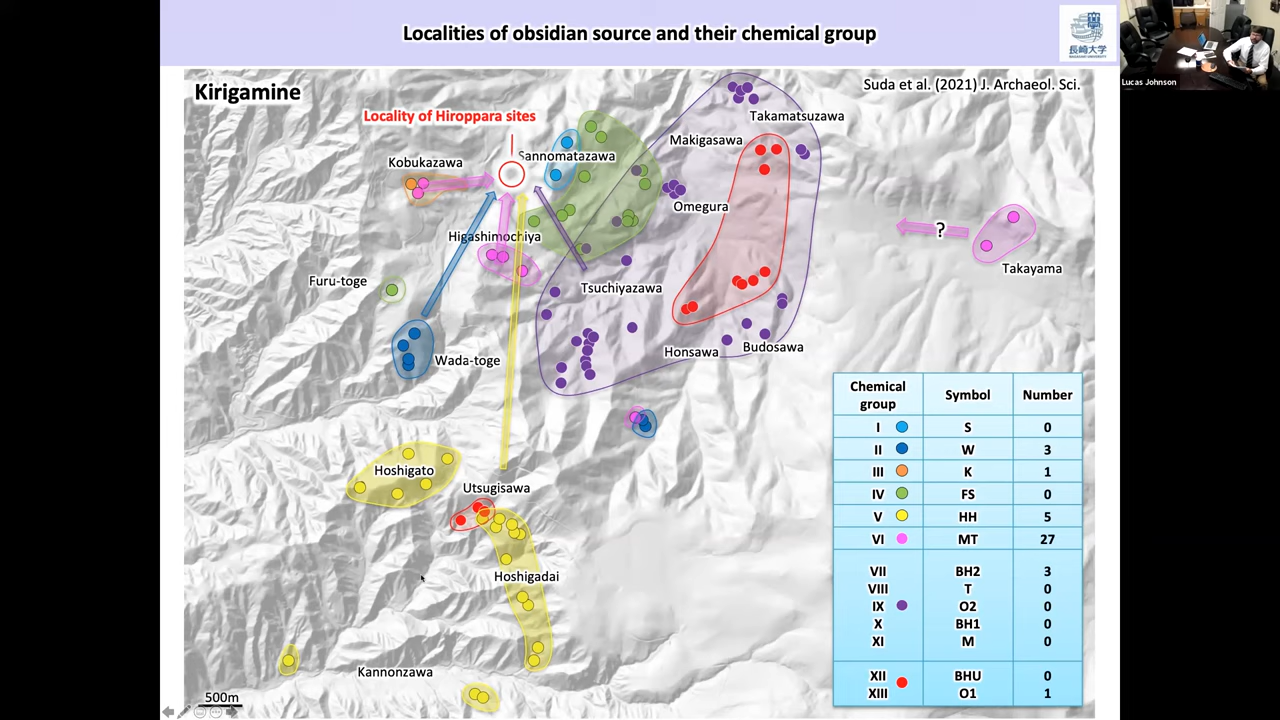 Localities of obsidian source and their chemical group
長崎大学
NAGASAKI UNIVERSITY
Lucas Johnson
Kirigamine
Suda et al. (2021) J. Archaeol. Sci.
Locality of Hiroppara sites
Takamatsuzawa
Makigasawa
Sannomatazawa
Kobukazawa
Omegura
Higashimochiya
?
Takayama
Furu-toge
Tsuchiyazawa
Wada-toge
Honsawa
Budosawa
Hoshigato
Utsugisawa
Hoshigadai
Kannonzawa
500m
Chemical group Symbol Number
I S 0
II W 3
III K 1
IV FS 0
V HH 5
VI MT 27
VII BH2 3
VIII T 0
IX O2 0
X BH1 0
XI M 0
XII BHU 0
XIII O1 1